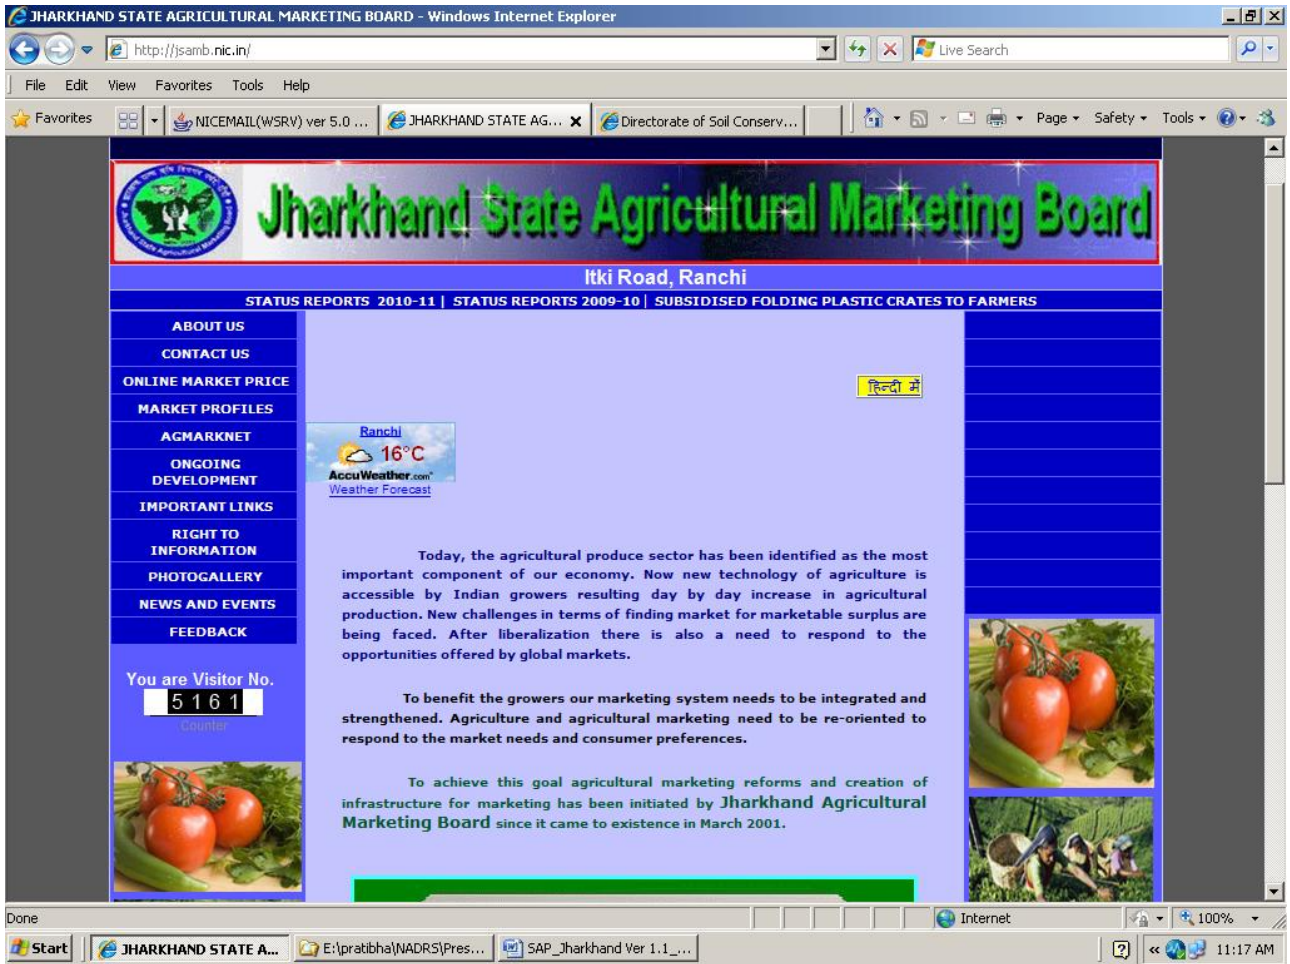 JHARKHAND STATE AGRICULTURAL MARKETING BOARD - Windows Internet Explorer
http://jsamb.nic.in/
Live Search
File Edit View Favorites Tools Help
Favorites
NICEMAIL(WSRV) ver 5.0 ...
JHARKHAND STATE AG...
Directorate of Soil Conserv...
Page Safety Tools
Jharkhand State Agricultural Marketing Board
Itki Road, Ranchi
STATUS REPORTS 2010-11 | STATUS REPORTS 2009-10 | SUBSIDISED FOLDING PLASTIC CRATES TO FARMERS
ABOUT US
CONTACT US
ONLINE MARKET PRICE
MARKET PROFILES
AGMARKNET
ONGOING
DEVELOPMENT
IMPORTANT LINKS
RIGHT TO
INFORMATION
PHOTOGALLERY
NEWS AND EVENTS
FEEDBACK
You are Visitor No.
5161
Counter
हिन्दी में
Ranchi
16°C
AccuWeather.com
Weather Forecast
Today, the agricultural produce sector has been identified as the most
important component of our economy. Now new technology of agriculture is
accessible by Indian growers resulting day by day increase in agricultural
production. New challenges in terms of finding market for marketable surplus are
being faced. After liberalization there is also a need to respond to the
opportunities offered by global markets.
To benefit the growers our marketing system needs to be integrated and
strengthened. Agriculture and agricultural marketing need to be re-oriented to
respond to the market needs and consumer preferences.
To achieve this goal agricultural marketing reforms and creation of
infrastructure for marketing has been initiated by Jharkhand Agricultural
Marketing Board since it came to existence in March 2001.
Done
Internet
100%
Start
JHARKHAND STATE A...
E:\pratibha\NADRS\Pres...
SAP_Jharkhand Ver 1.1_...
11:17 AM